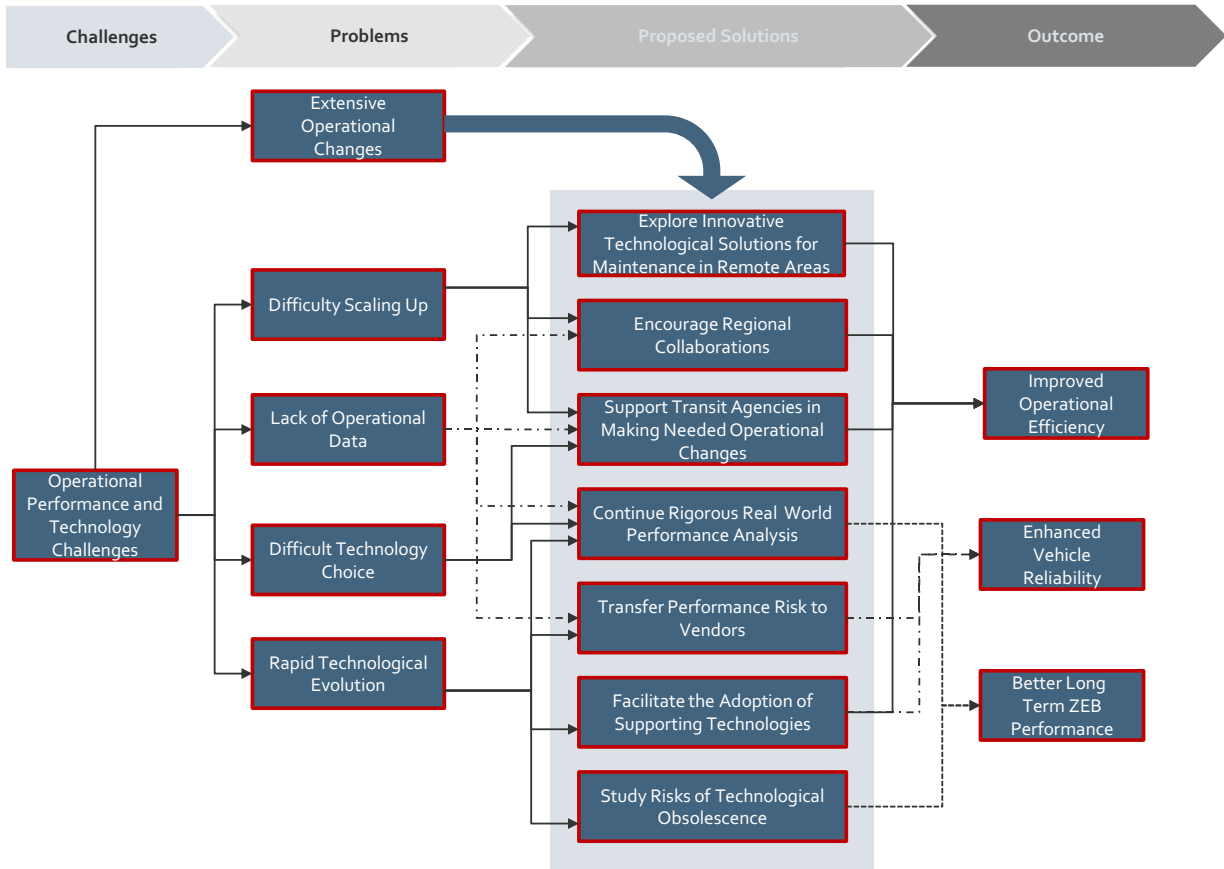 Challenges
Problems
Proposed Solutions
Outcome
Extensive
Operational
Changes
Explore Innovative
Technological Solutions for
Maintenance in Remote Areas
Difficulty Scaling Up
Encourage Regional
Collaborations
Improved
Operational
Efficiency
Lack of Operational
Data
Support Transit Agencies in
Making Needed Operational
Changes
Operational
Performance and
Technology
Challenges
Continue Rigorous Real World
Performance Analysis
Difficult Technology
Choice
Enhanced
Vehicle
Reliability
Transfer Performance Risk to
Vendors
Rapid Technological
Evolution
Facilitate the Adoption of
Supporting Technologies
Better Long
Term ZEB
Performance
Study Risks of Technological
Obsolescence